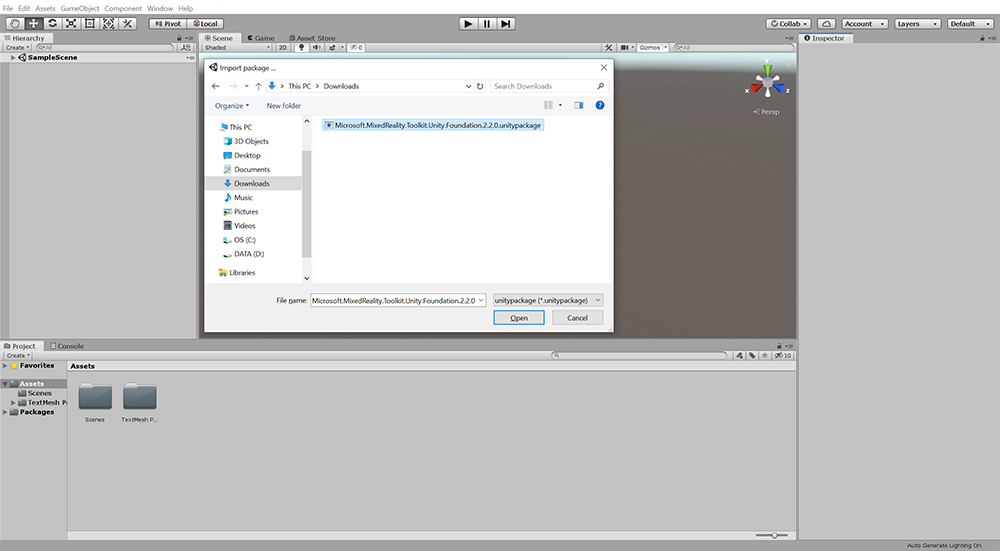 File Edit Assets GameObject Component Window Help
Pivot Local Collab Account Layers Default
Hierarchy Scene Game Asset Store Inspector
Create All Shaded 2D 0 Gizmos All
SampleScene
Import package ...
This PC Downloads Search Downloads
Organize New folder
This PC
Microsoft.MixedReality.Toolkit.Unity.Foundation.2.2.0.unitypackage
3D Objects
Desktop
Documents
Downloads
Music
Pictures
Videos
OS (C:)
DATA (D:)
Libraries
File name: Microsoft.MixedReality.Toolkit.Unity.Foundation.2.2.0 unitypackage (*.unitypackage)
Open Cancel
y
x z
Persp
Project Console
Create 10
Favorites Assets
Assets
Scenes
TextMesh P
Packages
Scenes TextMesh P...
Auto Generate Lighting On